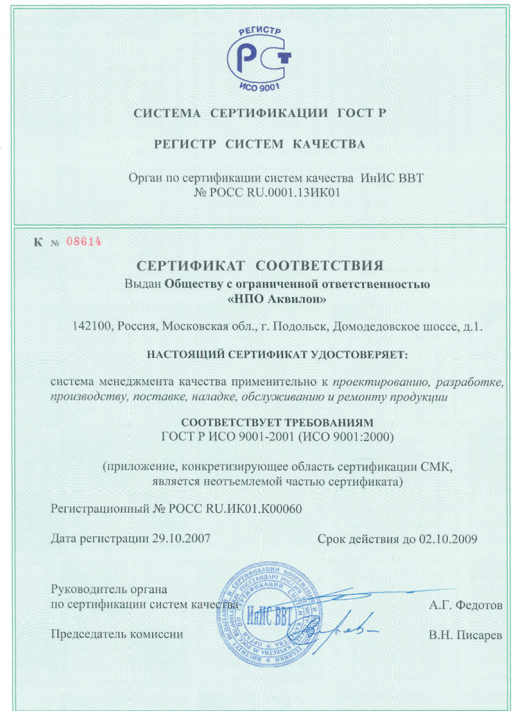 РЕГИСТР
РСТ
ИСО 9001
СИСТЕМА СЕРТИФИКАЦИИ ГОСТ Р
РЕГИСТР СИСТЕМ КАЧЕСТВА
Орган по сертификации систем качества ИнИС ВВТ
№ РОСС RU.0001.13ИК01
К № 08614
СЕРТИФИКАТ СООТВЕТСТВИЯ
Выдан Обществу с ограниченной ответственностью
«НПО Аквилон»
142100, Россия, Московская обл., г. Подольск, Домодедовское шоссе, д.1.
НАСТОЯЩИЙ СЕРТИФИКАТ УДОСТОВЕРЯЕТ:
система менеджмента качества применительно к проектированию, разработке,
производству, поставке, наладке, обслуживанию и ремонту продукции
СООТВЕТСТВУЕТ ТРЕБОВАНИЯМ
ГОСТ Р ИСО 9001-2001 (ИСО 9001:2000)
(приложение, конкретизирующее область сертификации СМК,
является неотъемлемой частью сертификата)
Регистрационный № РОСС RU.ИК01.К00060
Дата регистрации 29.10.2007 Срок действия до 02.10.2009
Руководитель органа
по сертификации систем качества А.Г. Федотов
ИнИС ВВТ
Председатель комиссии В.Н. Писарев